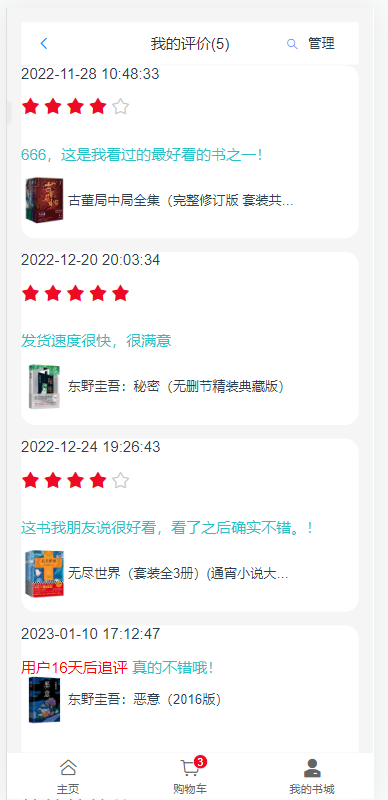 我的评价(5)
管理
2022-11-28 10:48:33
666，这是我看过的最好看的书之一！
古董局中局全集（完整修订版 套装共...
2022-12-20 20:03:34
发货速度很快，很满意
东野圭吾：秘密（无删节精装典藏版）
2022-12-24 19:26:43
这书我朋友说很好看，看了之后确实不错。！
无尽世界（套装全3册）(通宵小说大...
2023-01-10 17:12:47
用户16天后追评 真的不错哦！
东野圭吾：恶意（2016版）
3
主页
购物车
我的书城